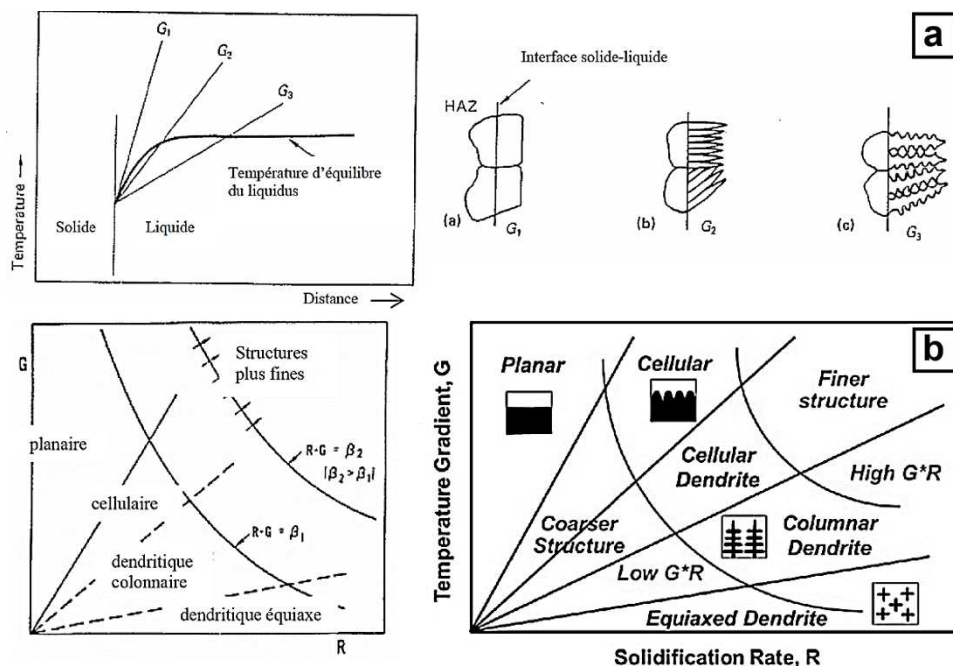 a
G1
G2
G3
Température d'équilibre
du liquidus
Solide
Liquide
Temperature
Distance
Interface solide-liquide
HAZ
(a)
G1
(b)
G2
(c)
G3
G
Structures
plus fines
planaire
R·G = β2
[β2 > β1]
cellulaire
R·G = β1
dendritique
colonnaire
dendritique équiaxe
R
b
Temperature Gradient, G
Planar
Cellular
Finer
structure
Cellular
Dendrite
High G*R
Coarser
Structure
Columnar
Dendrite
Low G*R
Equiaxed Dendrite
Solidification Rate, R